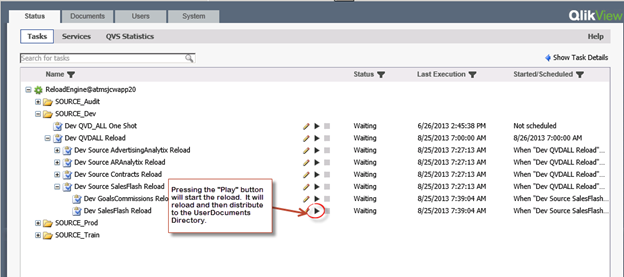 Status Documents Users System QlikView
Tasks Services QVS Statistics Help
Search for tasks Show Task Details
Name Status Last Execution Started/Scheduled
ReloadEngine@atmsjcwapp20
SOURCE_Audit
SOURCE_Dev
Dev QVD_ALL One Shot Waiting 6/26/2013 2:45:38 PM Not scheduled
Dev QVDALL Reload Waiting 8/25/2013 7:00:00 AM 8/26/2013 7:00:00 AM
Dev Source AdvertisingAnalytix Reload Waiting 8/25/2013 7:27:13 AM When "Dev QVDALL Reload"...
Dev Source ARAnalytix Reload Waiting 8/25/2013 7:27:13 AM When "Dev QVDALL Reload"...
Dev Source Contracts Reload Waiting 8/25/2013 7:27:13 AM When "Dev QVDALL Reload"...
Dev Source SalesFlash Reload Waiting 8/25/2013 7:27:13 AM When "Dev QVDALL Reload"...
Dev GoalsCommissions Relo Waiting 8/25/2013 7:39:04 AM When "Dev Source SalesFlash...
Dev SalesFlash Reload Waiting 8/25/2013 7:39:04 AM When "Dev Source SalesFlash...
SOURCE_Prod
SOURCE_Train
Pressing the "Play" button
will start the reload. It will
reload and then distribute
to the UserDocuments
Directory.